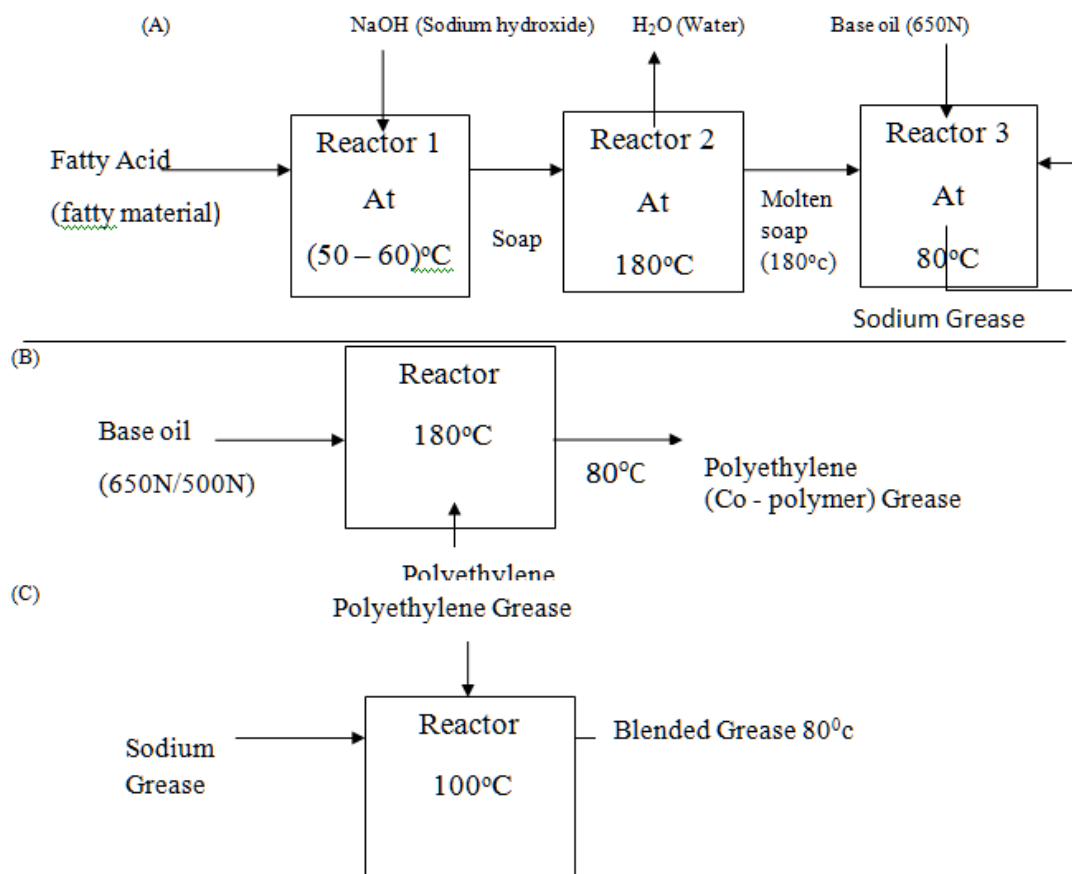 (A)
NaOH (Sodium hydroxide)
H₂O (Water)
Base oil (650N)
Fatty Acid
(fatty material)
Reactor 1
At
(50 – 60)ºC
Soap
Reactor 2
At
180ºC
Molten
soap
(180ºc)
Reactor 3
At
80ºC
Sodium Grease
(B)
Base oil
(650N/500N)
Reactor
180ºC
80⁰C
Polyethylene
(Co - polymer) Grease
Polyethylene
(C)
Polyethylene Grease
Sodium
Grease
Reactor
100ºC
Blended Grease 80⁰c